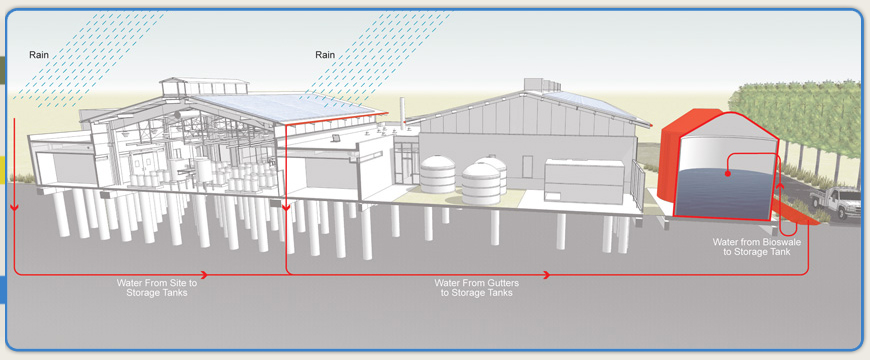 Rain
Rain
Water From Site to
Storage Tanks
Water From Gutters
to Storage Tanks
Water from Bioswale
to Storage Tank